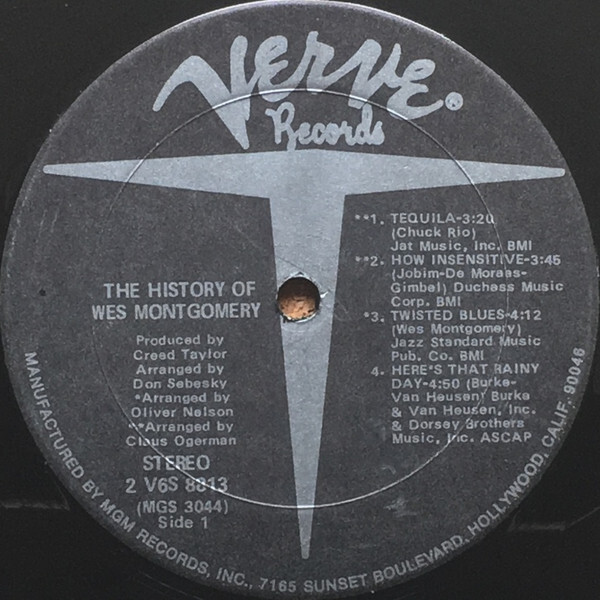 Verve®
Records
**1. TEQUILA-3:20
(Chuck Rio)
Jat Music, Inc. BMI
**2. HOW INSENSITIVE-3:45
(Jobim-De Moraes-
Gimbel) Duchess Music
Corp. BMI
*3. TWISTED BLUES-4:12
(Wes Montgomery)
Jazz Standard Music
Pub. Co. BMI
4. HERE'S THAT RAINY
DAY-4:50 (Burke-
Van Heusen) Burke
& Van Heusen, Inc.
& Dorsey Brothers
Music, Inc. ASCAP
THE HISTORY OF
WES MONTGOMERY
Produced by
Creed Taylor
Arranged by
Don Sebesky
*Arranged by
Oliver Nelson
**Arranged by
Claus Ogerman
STEREO
2 V6S 8813
(MGS 3044)
Side 1
MANUFACTURED BY MGM RECORDS, INC., 7165 SUNSET BOULEVARD, HOLLYWOOD, CALIF. 90046